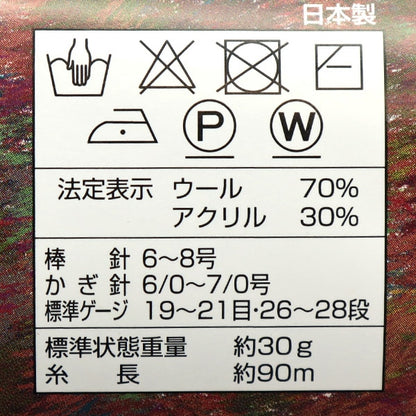 日本製
P W
法定表示 ウール 70%
アクリル 30%
棒針 6〜8号
かぎ針 6/0〜7/0号
標準ゲージ 19〜21目・26〜28段
標準状態重量 約30g
糸長 約90m